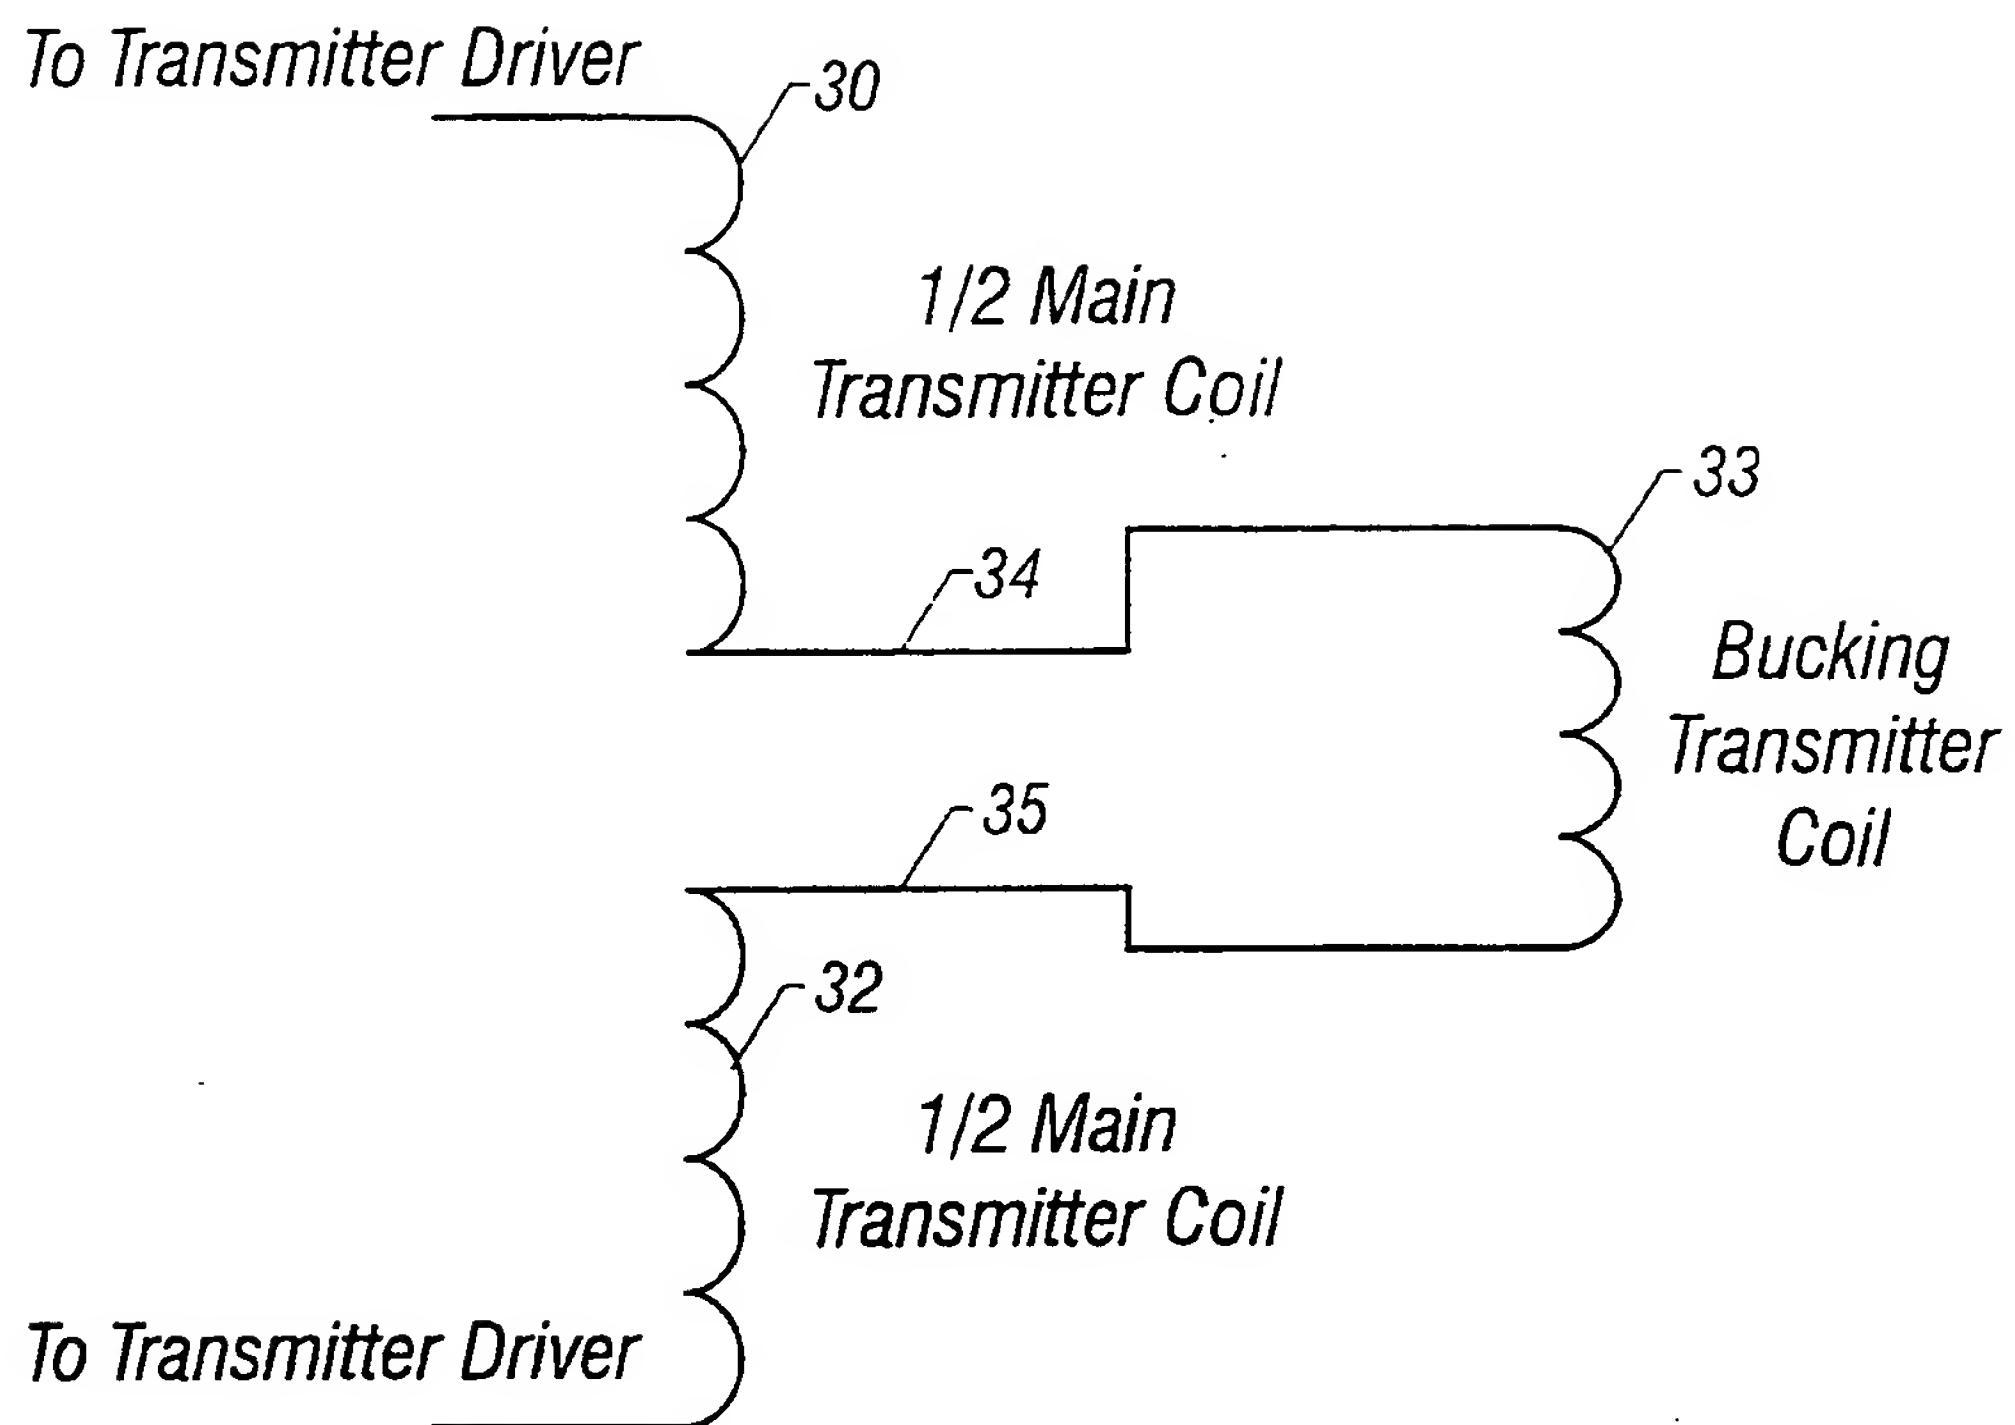 To Transmitter Driver
30
1/2 Main
Transmitter Coil
33
34
Bucking
Transmitter
Coil
35
32
1/2 Main
Transmitter Coil
To Transmitter Driver